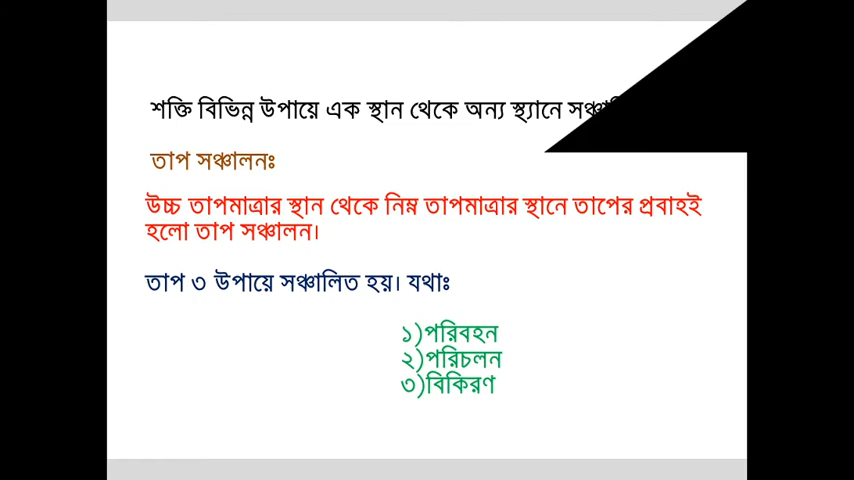 শক্তি বিভিন্ন উপায়ে এক স্থান থেকে অন্য স্থ্যানে
তাপ সঞ্চালনঃ
উচ্চ তাপমাত্রার স্থান থেকে নিম্ন তাপমাত্রার স্থানে তাপের প্রবাহই
হলো তাপ সঞ্চালন।
তাপ ৩ উপায়ে সঞ্চালিত হয়। যথাঃ
১)পরিবহন
২)পরিচলন
৩)বিকিরণ